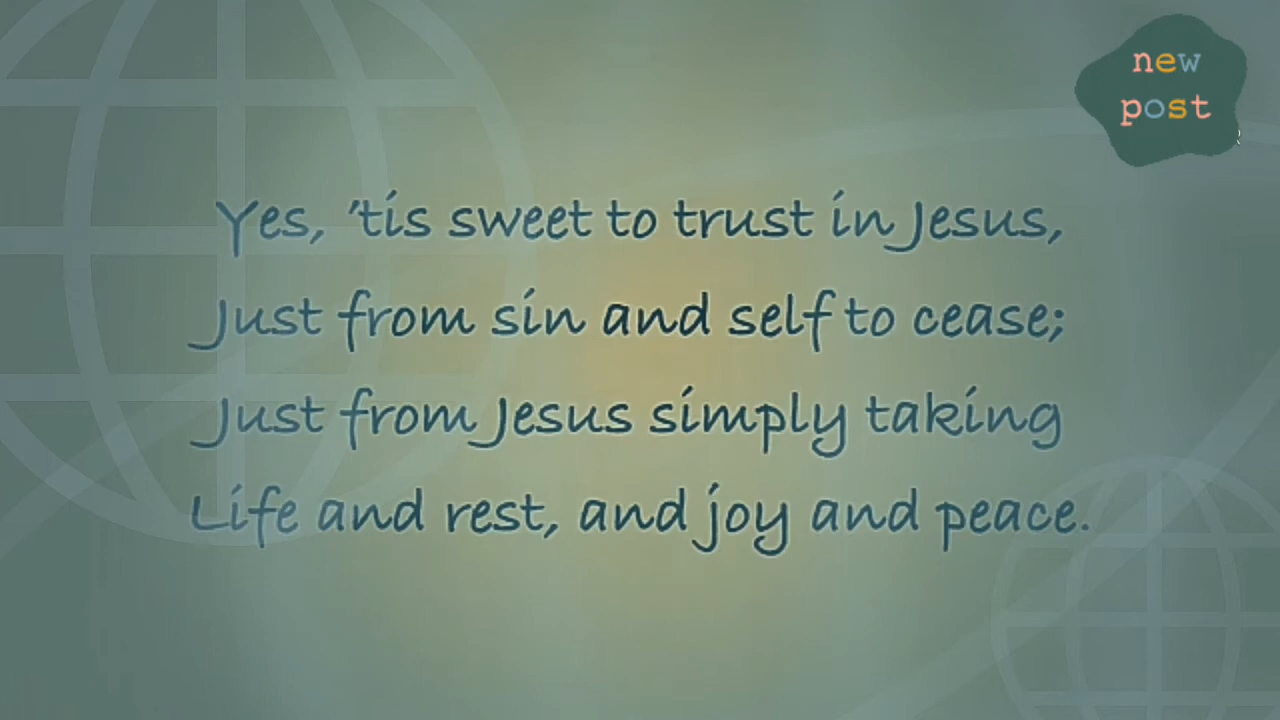 new
post
Yes, ’tis sweet to trust in Jesus,
Just from sin and self to cease;
Just from Jesus simply taking
Life and rest, and joy and peace.